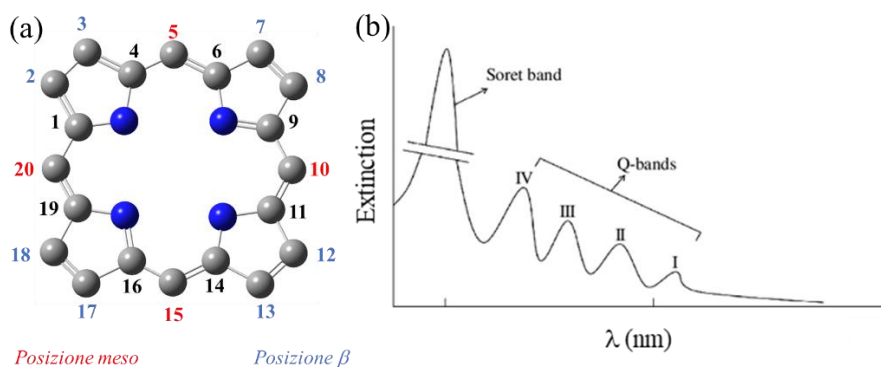 (a)
3
4
5
6
7
2
8
1
9
20
10
19
11
18
12
16
14
17
15
13
Posizione meso
Posizione β
(b)
Soret band
Q-bands
IV
III
II
I
Extinction
λ (nm)